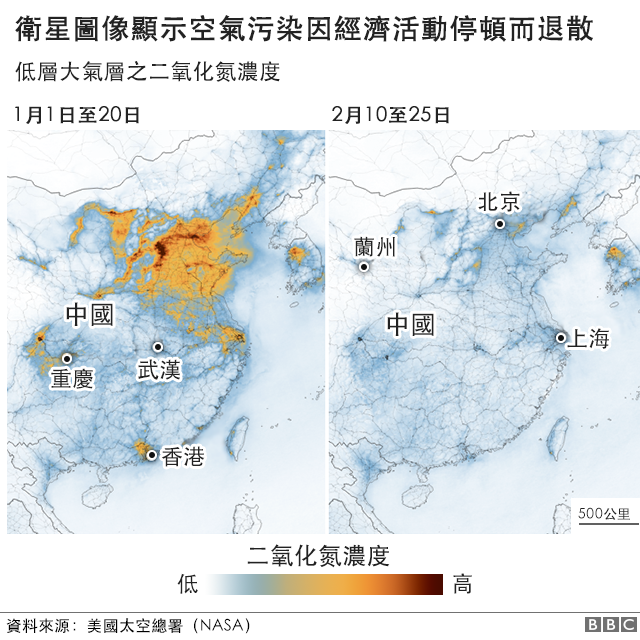 衛星圖像顯示空氣污染因經濟活動停頓而退散
低層大氣層之二氧化氮濃度
1月1日至20日
2月10至25日
北京
蘭州
中國
中國
上海
武漢
重慶
香港
500公里
二氧化氮濃度
低
高
資料來源：美國太空總署（NASA）
BBC